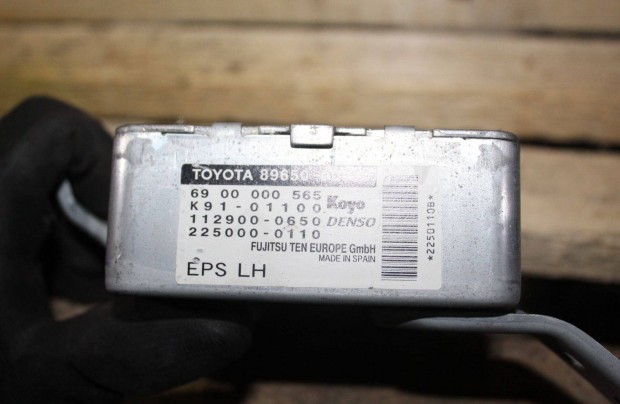 TOYOTA 89650
69 00 000 565
K91-01100 Koyo
112900-0650 DENSO
225000-0110
FUJITSU TEN EUROPE GmbH
MADE IN SPAIN
EPS LH
*2250110B*